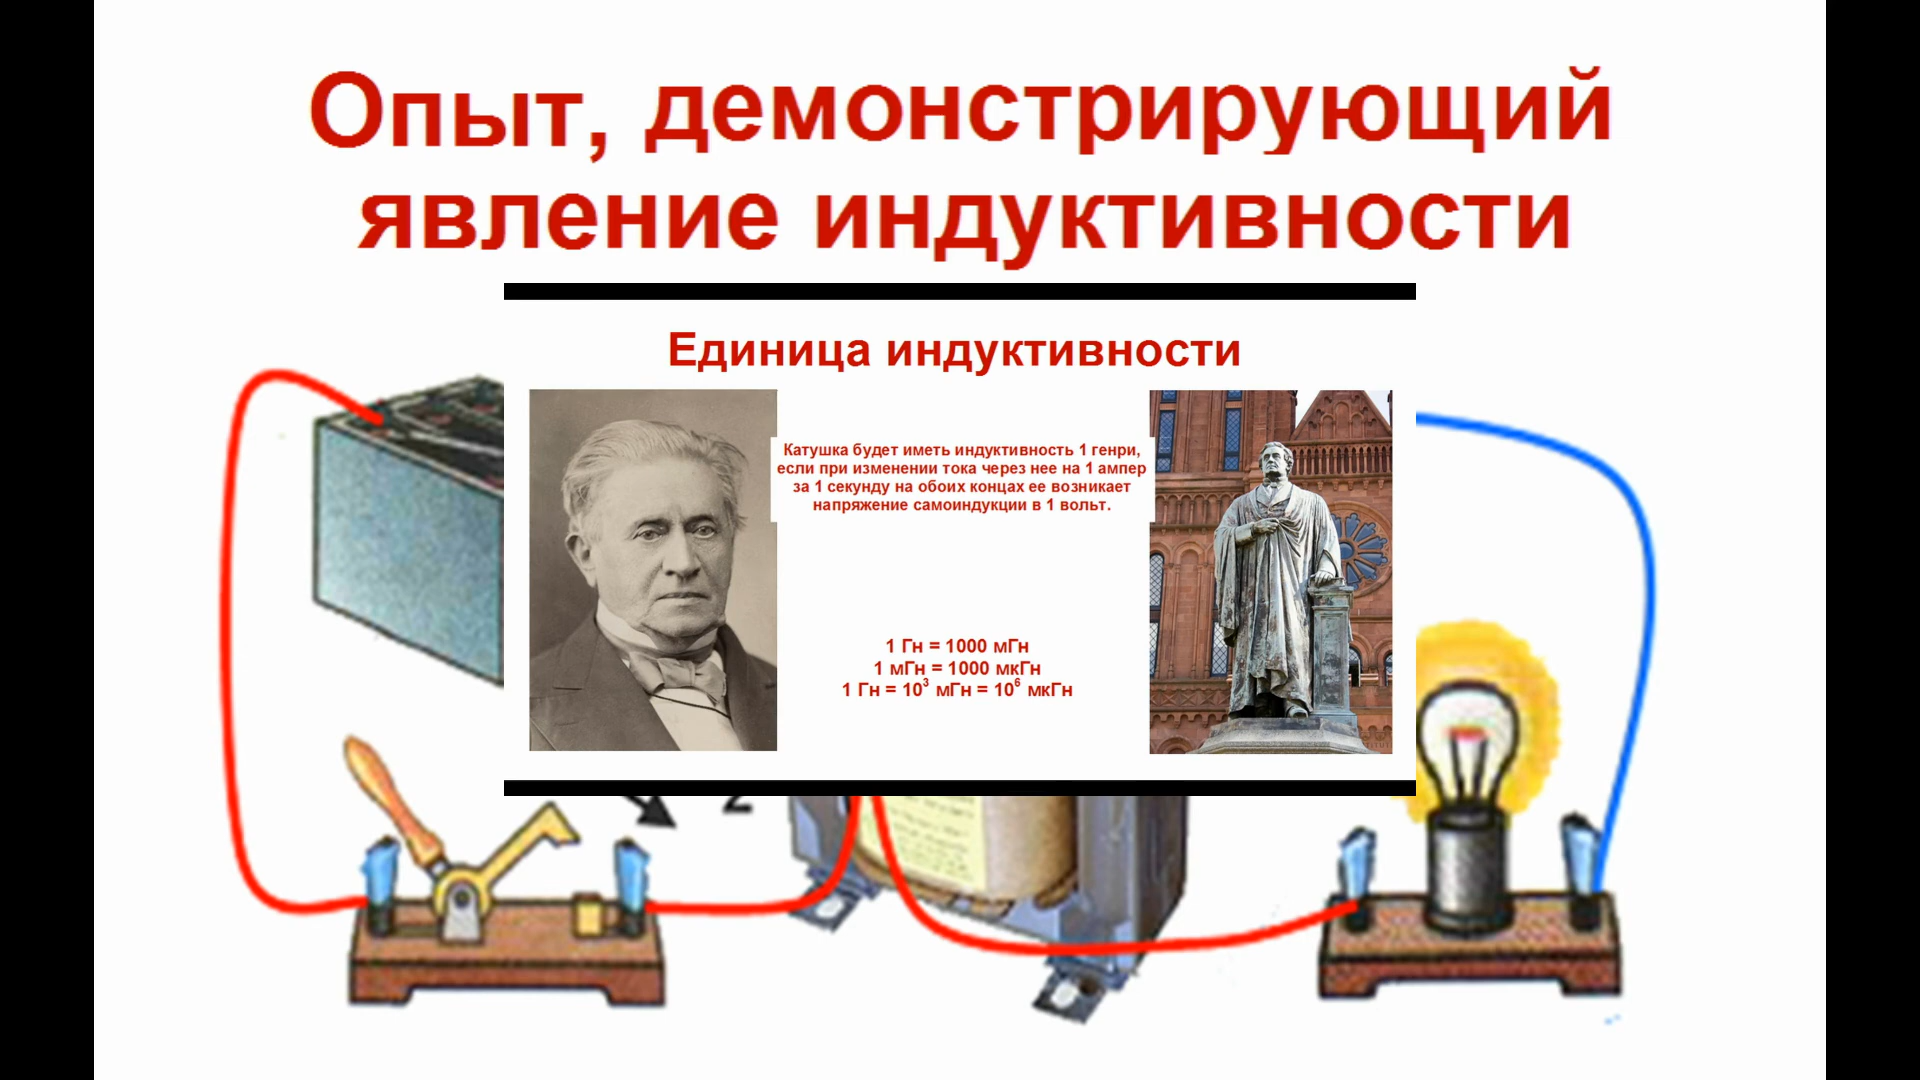 Опыт, демонстрирующий
явление индуктивности
Единица индуктивности
Катушка будет иметь индуктивность 1 генри,
если при изменении тока через нее на 1 ампер
за 1 секунду на обоих концах ее возникает
напряжение самоиндукции в 1 вольт.
1 Гн = 1000 мГн
1 мГн = 1000 мкГн
1 Гн = 10³ мГн = 10⁶ мкГн